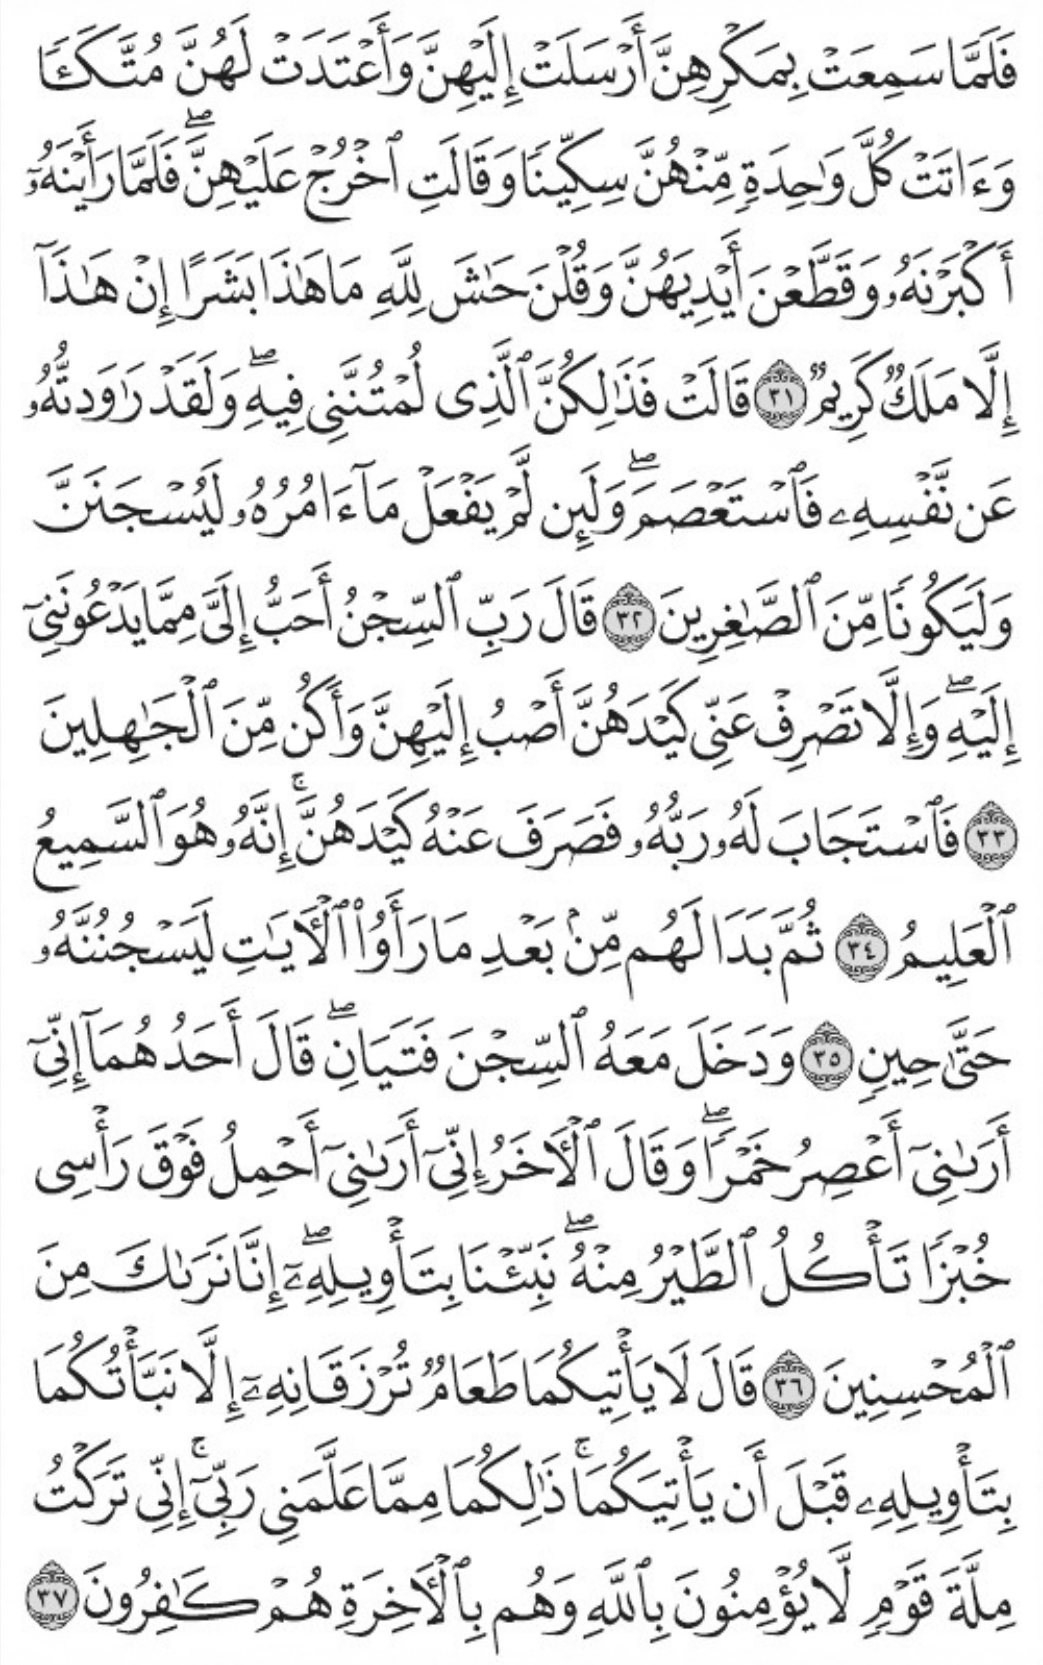 فَلَمَّا سَمِعَتْ بِمَكْرِهِنَّ أَرْسَلَتْ إِلَيْهِنَّ وَأَعْتَدَتْ لَهُنَّ مُتَّكَـًٔا
وَءَاتَتْ كُلَّ وَٰحِدَةٍ مِّنْهُنَّ سِكِّينًا وَقَالَتِ ٱخْرُجْ عَلَيْهِنَّ ۖ فَلَمَّا رَأَيْنَهُۥٓ
أَكْبَرْنَهُۥ وَقَطَّعْنَ أَيْدِيَهُنَّ وَقُلْنَ حَـٰشَ لِلَّهِ مَا هَـٰذَا بَشَرًا إِنْ هَـٰذَآ
إِلَّا مَلَكٌ كَرِيمٌ ٣١ قَالَتْ فَذَٰلِكُنَّ ٱلَّذِى لُمْتُنَّنِى فِيهِ ۖ وَلَقَدْ رَٰوَدتُّهُۥ
عَن نَّفْسِهِۦ فَٱسْتَعْصَمَ ۖ وَلَئِن لَّمْ يَفْعَلْ مَآ ءَامُرُهُۥ لَيُسْجَنَنَّ
وَلَيَكُونًا مِّنَ ٱلصَّـٰغِرِينَ ٣٢ قَالَ رَبِّ ٱلسِّجْنُ أَحَبُّ إِلَىَّ مِمَّا يَدْعُونَنِىٓ
إِلَيْهِ ۖ وَإِلَّا تَصْرِفْ عَنِّى كَيْدَهُنَّ أَصْبُ إِلَيْهِنَّ وَأَكُن مِّنَ ٱلْجَـٰهِلِينَ
٣٣ فَٱسْتَجَابَ لَهُۥ رَبُّهُۥ فَصَرَفَ عَنْهُ كَيْدَهُنَّ ۚ إِنَّهُۥ هُوَ ٱلسَّمِيعُ
ٱلْعَلِيمُ ٣٤ ثُمَّ بَدَا لَهُم مِّنۢ بَعْدِ مَا رَأَوُا۟ ٱلْـَٔايَـٰتِ لَيَسْجُنُنَّهُۥ
حَتَّىٰ حِينٍ ٣٥ وَدَخَلَ مَعَهُ ٱلسِّجْنَ فَتَيَانِ ۖ قَالَ أَحَدُهُمَآ إِنِّىٓ
أَرَىٰنِىٓ أَعْصِرُ خَمْرًا ۖ وَقَالَ ٱلْـَٔاخَرُ إِنِّىٓ أَرَىٰنِىٓ أَحْمِلُ فَوْقَ رَأْسِى
خُبْزًا تَأْكُلُ ٱلطَّيْرُ مِنْهُ ۖ نَبِّئْنَا بِتَأْوِيلِهِۦٓ ۖ إِنَّا نَرَىٰكَ مِنَ
ٱلْمُحْسِنِينَ ٣٦ قَالَ لَا يَأْتِيكُمَا طَعَامٌ تُرْزَقَانِهِۦٓ إِلَّا نَبَّأْتُكُمَا
بِتَأْوِيلِهِۦ قَبْلَ أَن يَأْتِيَكُمَا ۚ ذَٰلِكُمَا مِمَّا عَلَّمَنِى رَبِّىٓ ۚ إِنِّى تَرَكْتُ
مِلَّةَ قَوْمٍ لَّا يُؤْمِنُونَ بِٱللَّهِ وَهُم بِٱلْـَٔاخِرَةِ هُمْ كَـٰفِرُونَ ٣٧